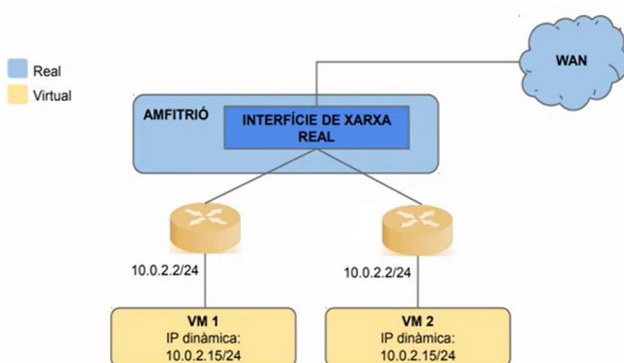 Real
Virtual
WAN
AMFITRIÓ
INTERFÍCIE DE XARXA
REAL
10.0.2.2/24
10.0.2.2/24
VM 1
IP dinàmica:
10.0.2.15/24
VM 2
IP dinàmica:
10.0.2.15/24